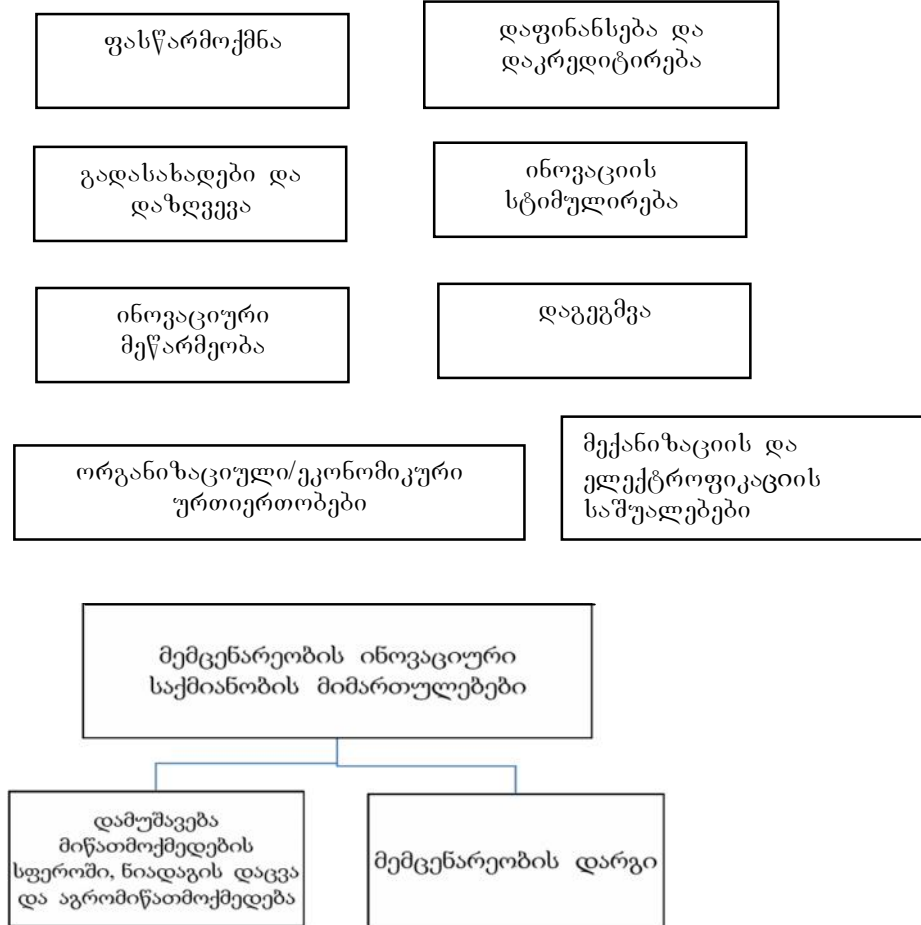 ფასწარმოქმნა
დაფინანსება და
დაკრედიტირება
გადასახადები და
დაზღვევა
ინოვაციის
სტიმულირება
ინოვაციური
მეწარმეობა
დაგეგმვა
ორგანიზაციული/ეკონომიკური
ურთიერთობები
მექანიზაციის და
ელექტროფიკაციის
საშუალებები
მემცენარეობის ინოვაციური
საქმიანობის მიმართულებები
დამუშავება
მიწათმოქმედების
სფეროში, ნიადაგის დაცვა
და აგრომიწათმოქმედება
მემცენარეობის დარგი